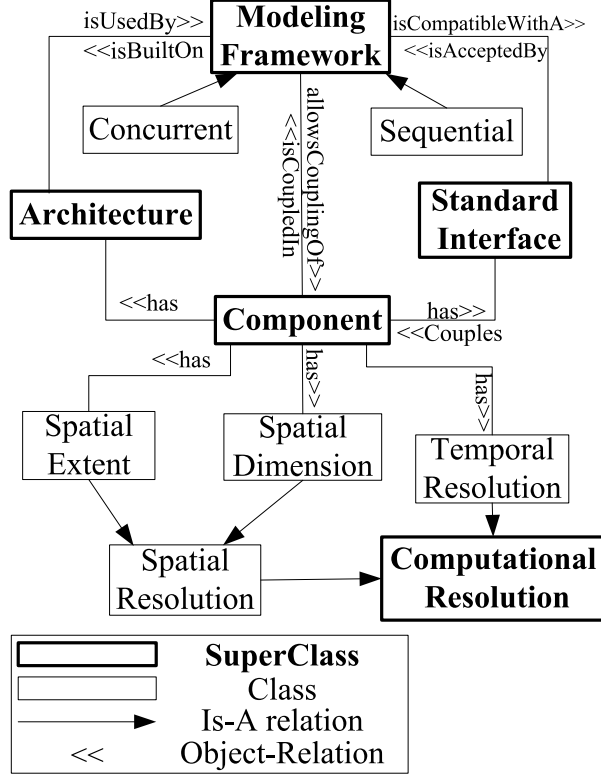 isUsedBy>>
<<isBuiltOn
Modeling
Framework
isCompatibleWithA>>
<<isAcceptedBy
Concurrent
allowsCouplingOf>>
<<isCoupledIn
Sequential
Architecture
Standard
Interface
<<has
Component
has>>
<<Couples
<<has
has>>
has>>
Spatial
Extent
Spatial
Dimension
Temporal
Resolution
Spatial
Resolution
Computational
Resolution
SuperClass
Class
Is-A relation
<< Object-Relation